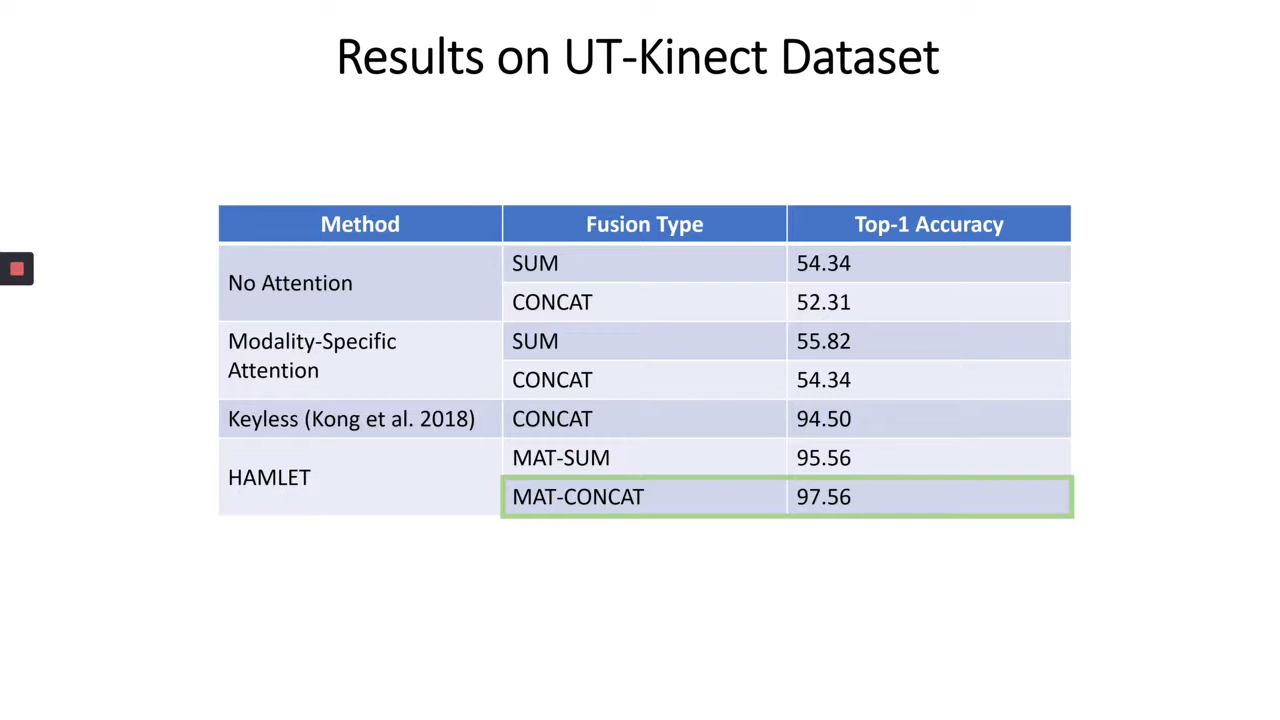 Results on UT-Kinect Dataset
Method Fusion Type Top-1 Accuracy
No Attention
SUM 54.34
CONCAT 52.31
Modality-Specific
Attention
SUM 55.82
CONCAT 54.34
Keyless (Kong et al. 2018) CONCAT 94.50
HAMLET
MAT-SUM 95.56
MAT-CONCAT 97.56